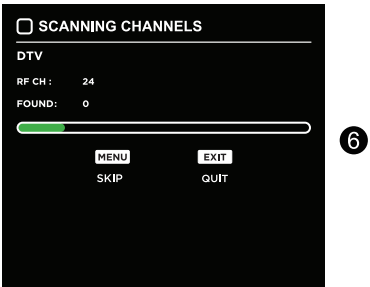 SCANNING CHANNELS
DTV
RF CH : 24
FOUND: 0
MENU EXIT
SKIP QUIT
6